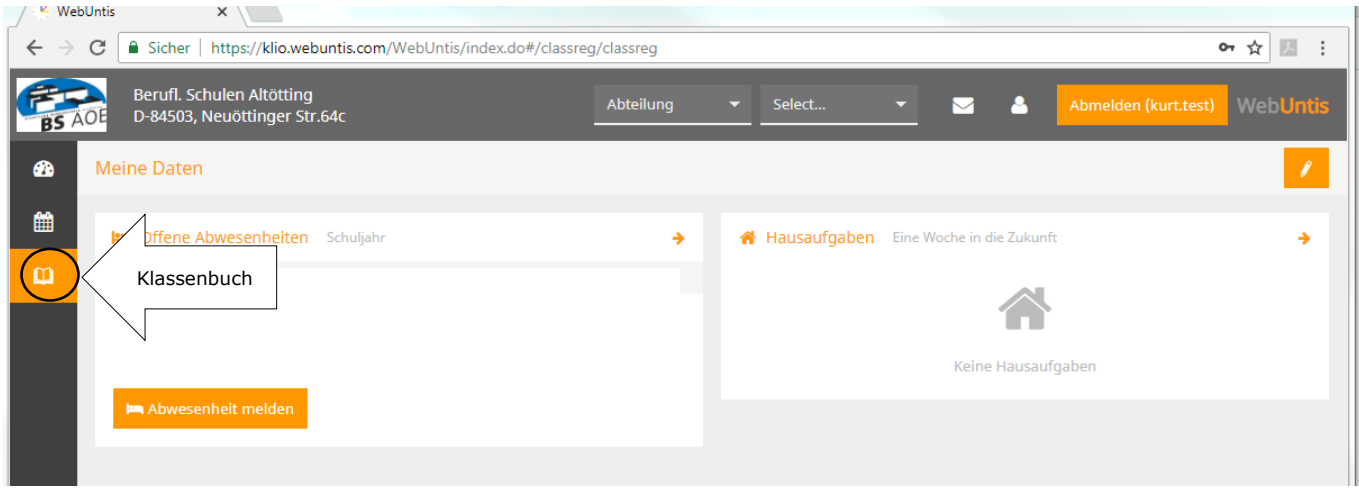 WebUntis
Sicher | https://klio.webuntis.com/WebUntis/index.do#/classreg/classreg
BS AOE
Berufl. Schulen Altötting
D-84503, Neuöttinger Str.64c
Abteilung
Select...
Abmelden (kurt.test)
WebUntis
Meine Daten
Offene Abwesenheiten Schuljahr
Hausaufgaben Eine Woche in die Zukunft
Klassenbuch
Keine Hausaufgaben
Abwesenheit melden